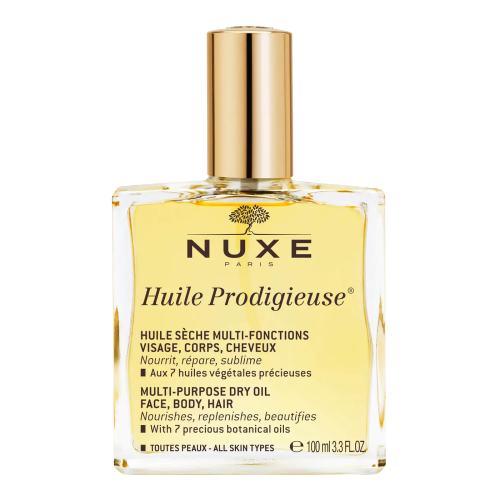 NUXE
PARIS
Huile Prodigieuse®
HUILE SÈCHE MULTI-FONCTIONS
VISAGE, CORPS, CHEVEUX
Nourrit, répare, sublime
■ Aux 7 huiles végétales précieuses
MULTI-PURPOSE DRY OIL
FACE, BODY, HAIR
Nourishes, replenishes, beautifies
■ With 7 precious botanical oils
■ TOUTES PEAUX - ALL SKIN TYPES ℮ 100 ml 3.3 FL.OZ.